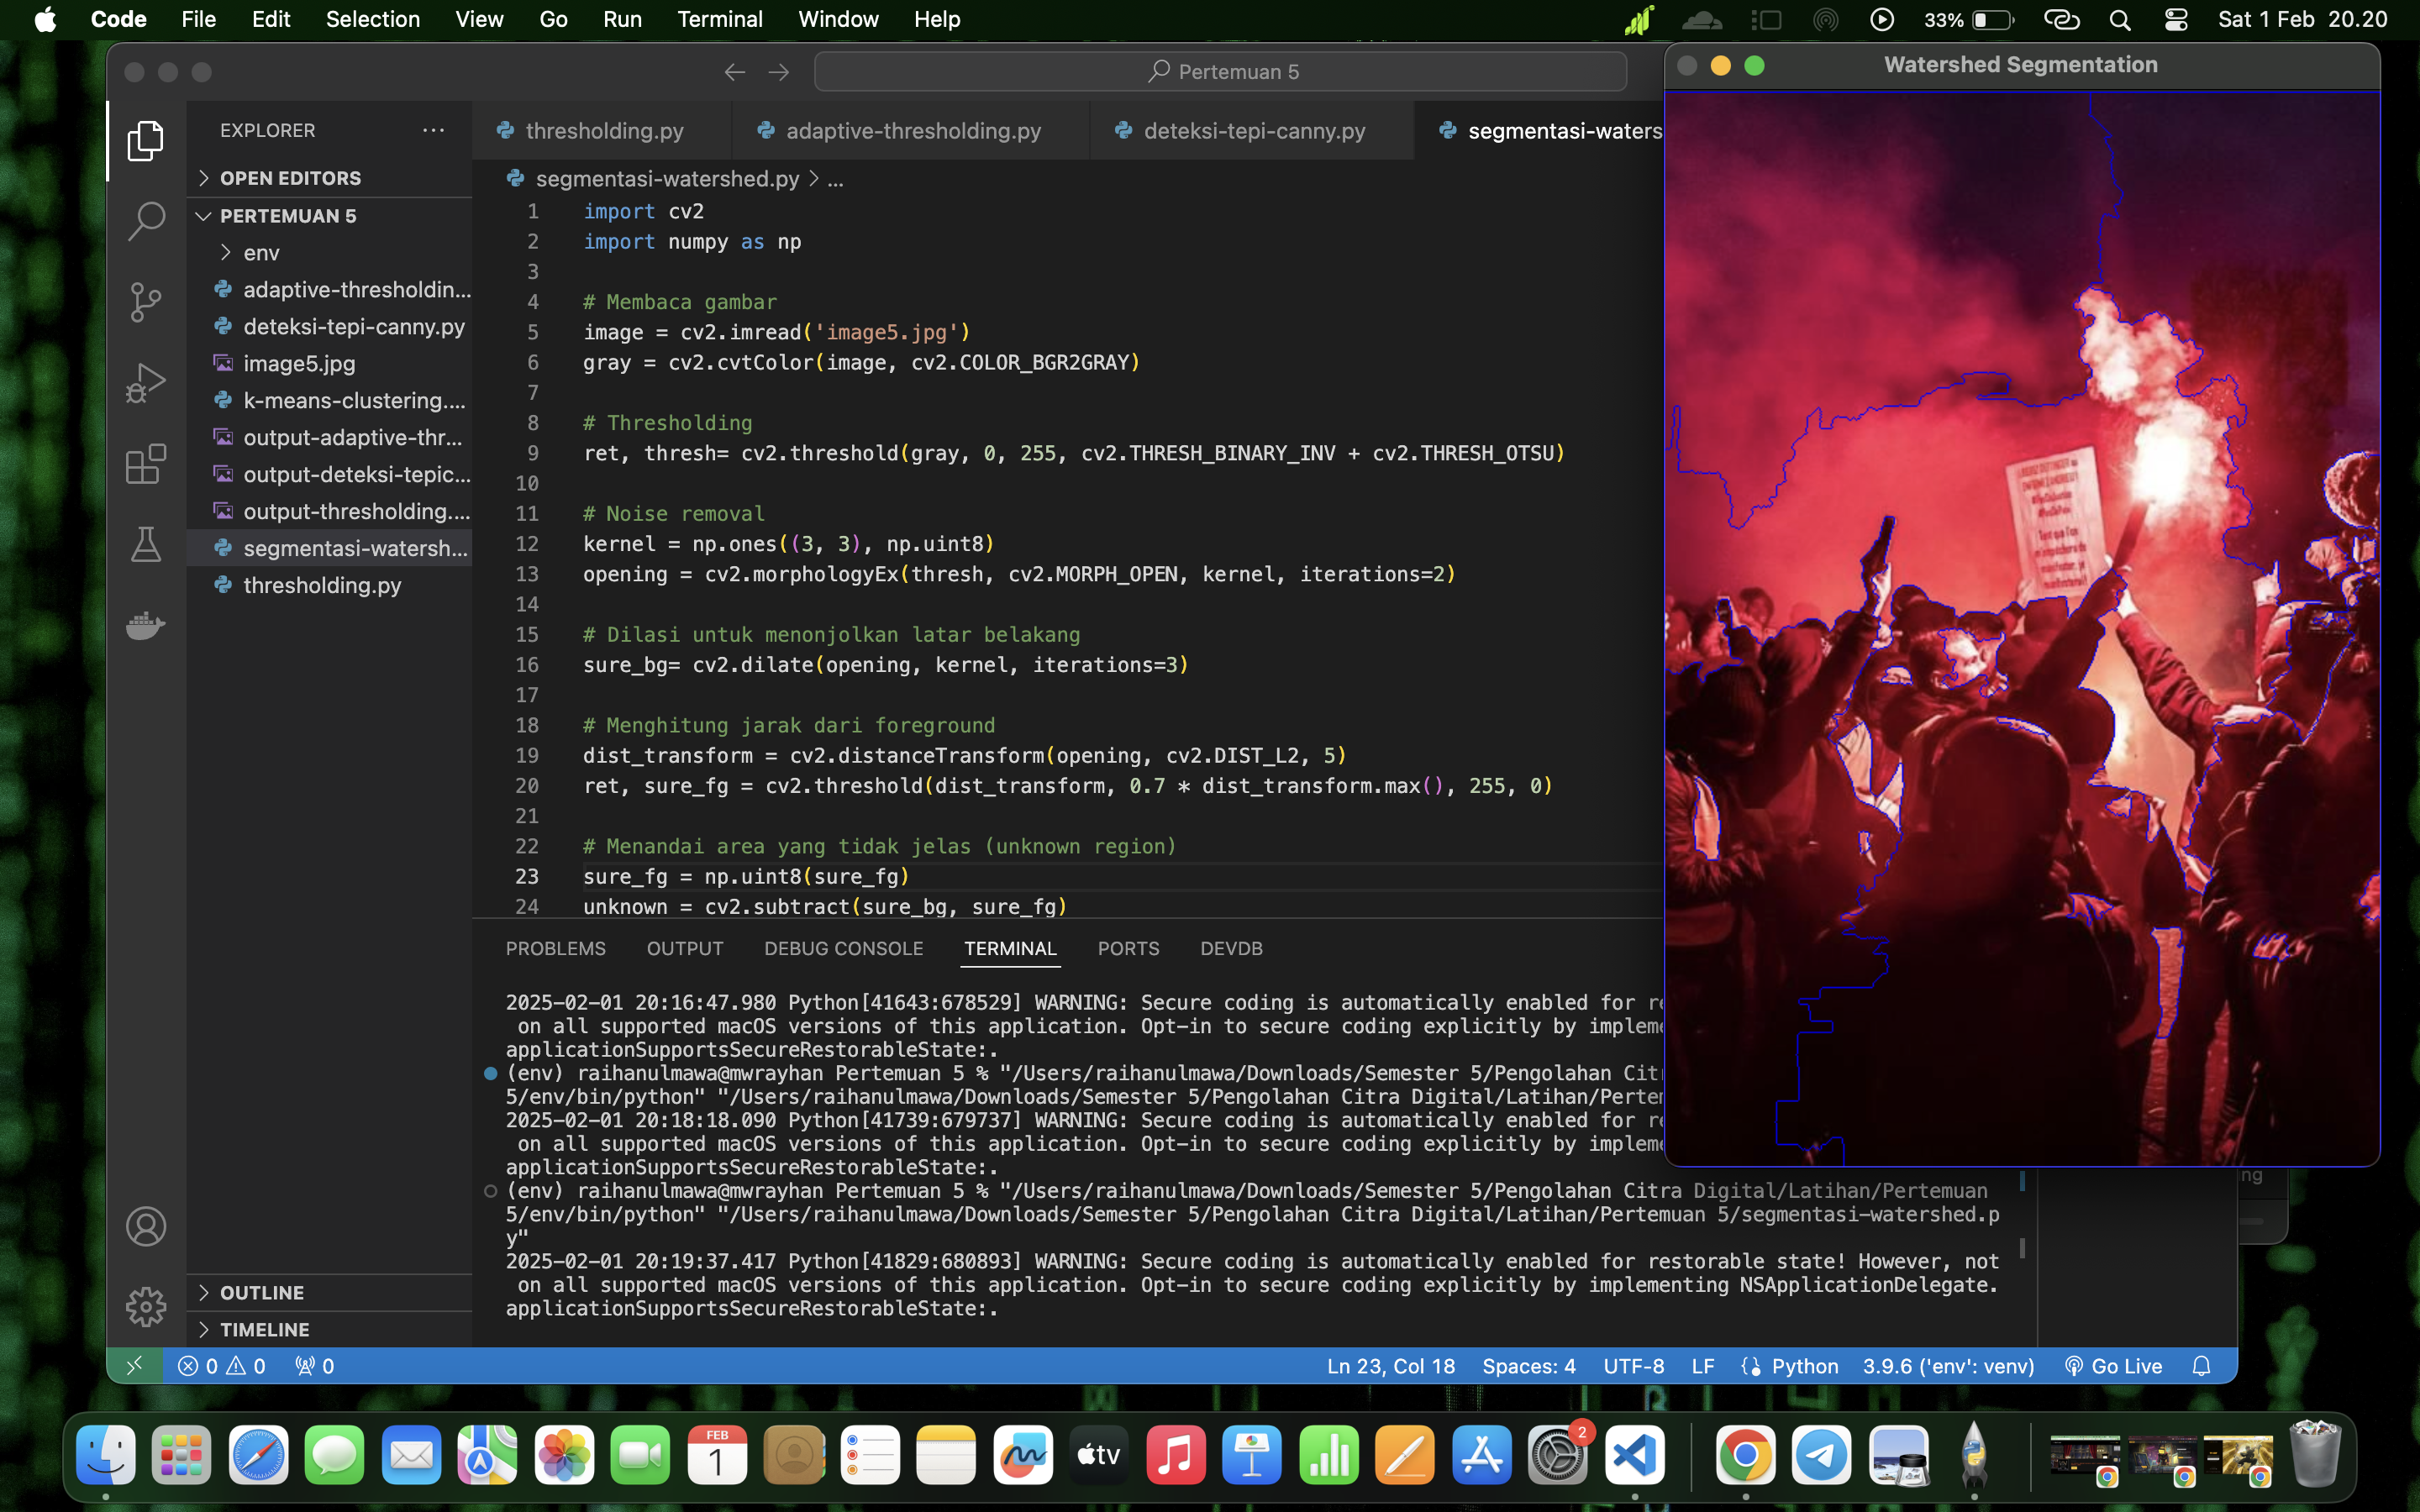 Code File Edit Selection View Go Run Terminal Window Help
33% Sat 1 Feb 20.20
Pertemuan 5
Watershed Segmentation
EXPLORER
thresholding.py adaptive-thresholding.py deteksi-tepi-canny.py segmentasi-waters
OPEN EDITORS
PERTEMUAN 5
env
adaptive-thresholdin...
deteksi-tepi-canny.py
image5.jpg
k-means-clustering....
output-adaptive-thr...
output-deteksi-tepic...
output-thresholding....
segmentasi-watersh...
thresholding.py
OUTLINE
TIMELINE
segmentasi-watershed.py > ...
1 import cv2
2 import numpy as np
3
4 # Membaca gambar
5 image = cv2.imread('image5.jpg')
6 gray = cv2.cvtColor(image, cv2.COLOR_BGR2GRAY)
7
8 # Thresholding
9 ret, thresh= cv2.threshold(gray, 0, 255, cv2.THRESH_BINARY_INV + cv2.THRESH_OTSU)
10
11 # Noise removal
12 kernel = np.ones((3, 3), np.uint8)
13 opening = cv2.morphologyEx(thresh, cv2.MORPH_OPEN, kernel, iterations=2)
14
15 # Dilasi untuk menonjolkan latar belakang
16 sure_bg= cv2.dilate(opening, kernel, iterations=3)
17
18 # Menghitung jarak dari foreground
19 dist_transform = cv2.distanceTransform(opening, cv2.DIST_L2, 5)
20 ret, sure_fg = cv2.threshold(dist_transform, 0.7 * dist_transform.max(), 255, 0)
21
22 # Menandai area yang tidak jelas (unknown region)
23 sure_fg = np.uint8(sure_fg)
24 unknown = cv2.subtract(sure_bg, sure_fg)
PROBLEMS OUTPUT DEBUG CONSOLE TERMINAL PORTS DEVDB
2025-02-01 20:16:47.980 Python[41643:678529] WARNING: Secure coding is automatically enabled for re
on all supported macOS versions of this application. Opt-in to secure coding explicitly by impleme
applicationSupportsSecureRestorableState:.
(env) raihanulmawa@mwrayhan Pertemuan 5 % "/Users/raihanulmawa/Downloads/Semester 5/Pengolahan Cit
5/env/bin/python" "/Users/raihanulmawa/Downloads/Semester 5/Pengolahan Citra Digital/Latihan/Pertem
2025-02-01 20:18:18.090 Python[41739:679737] WARNING: Secure coding is automatically enabled for re
on all supported macOS versions of this application. Opt-in to secure coding explicitly by impleme
applicationSupportsSecureRestorableState:.
(env) raihanulmawa@mwrayhan Pertemuan 5 % "/Users/raihanulmawa/Downloads/Semester 5/Pengolahan Citra Digital/Latihan/Pertemuan
5/env/bin/python" "/Users/raihanulmawa/Downloads/Semester 5/Pengolahan Citra Digital/Latihan/Pertemuan 5/segmentasi-watershed.p
y"
2025-02-01 20:19:37.417 Python[41829:680893] WARNING: Secure coding is automatically enabled for restorable state! However, not
on all supported macOS versions of this application. Opt-in to secure coding explicitly by implementing NSApplicationDelegate.
applicationSupportsSecureRestorableState:.
ng
0 0 0
Ln 23, Col 18 Spaces: 4 UTF-8 LF Python 3.9.6 ('env': venv) Go Live
FEB
1
tv
2